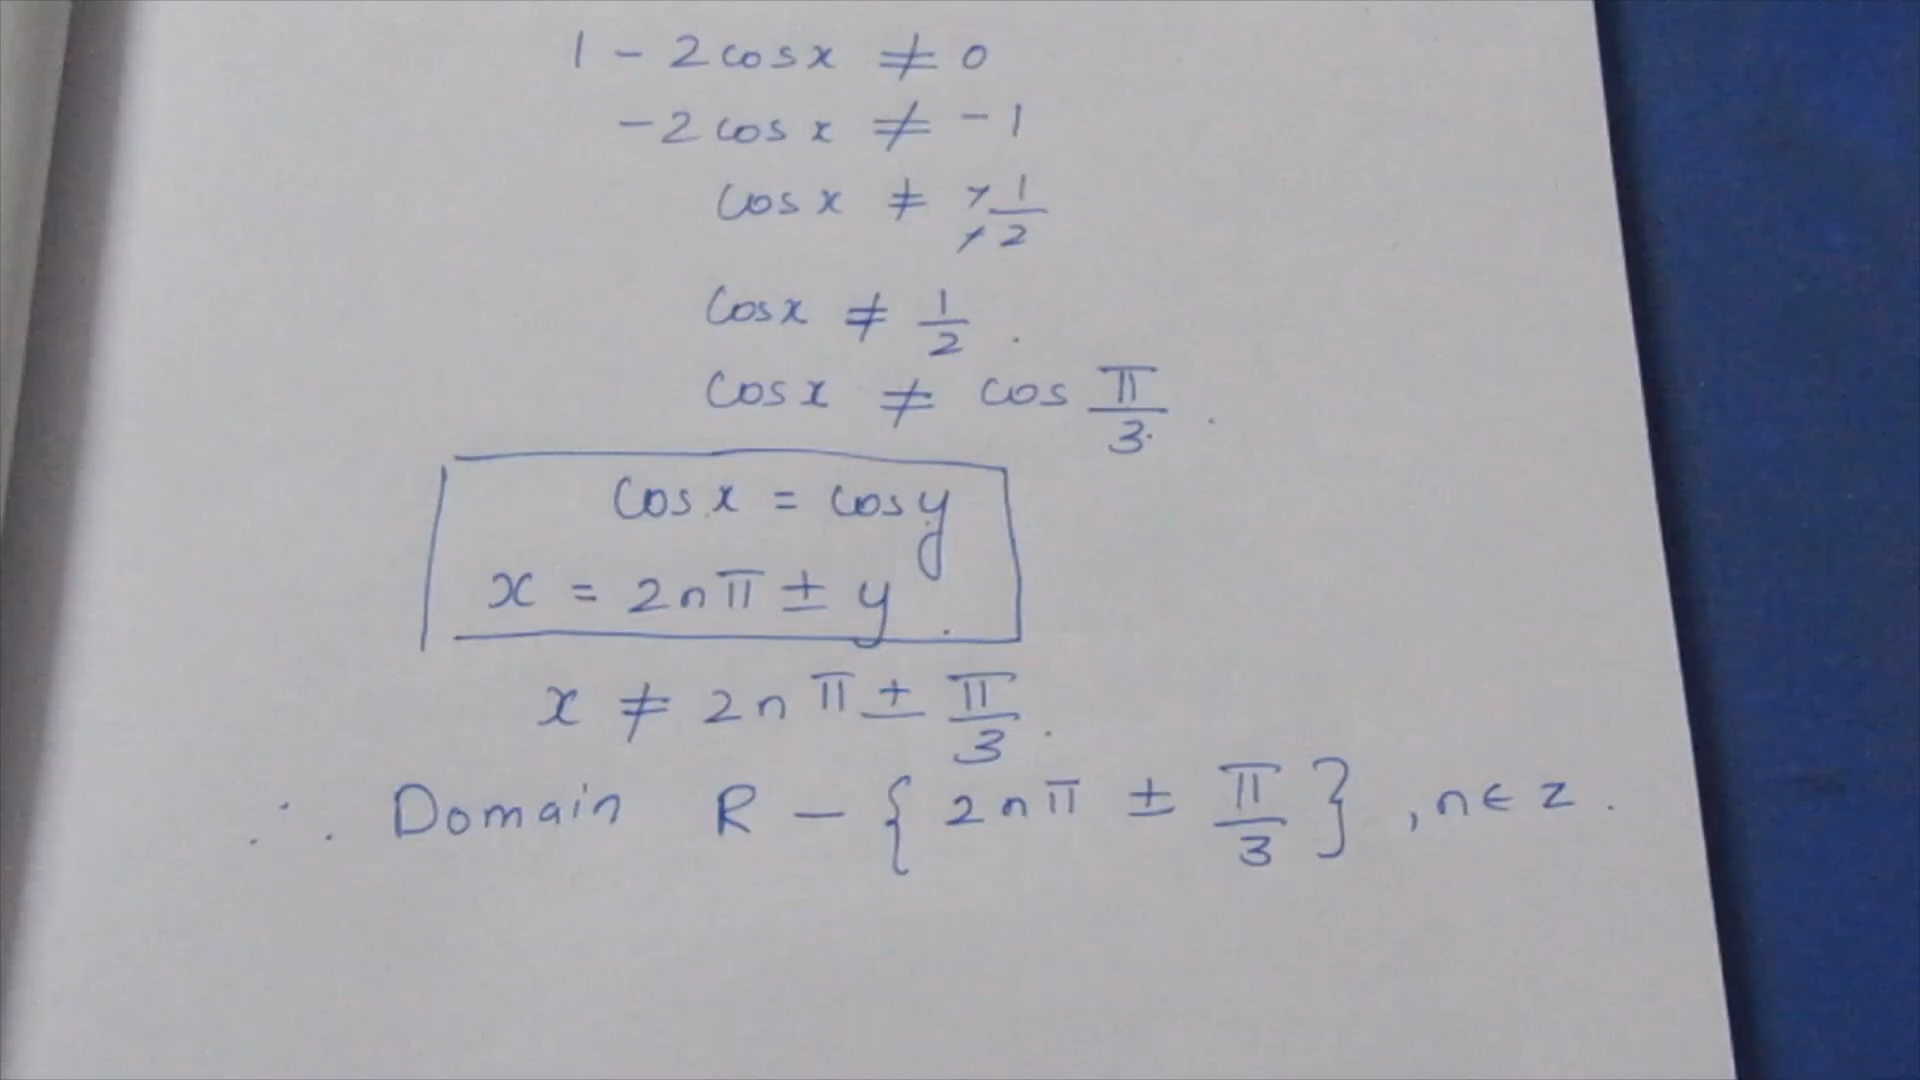 1 - 2cosx ≠ 0
-2cosx ≠ -1
cosx ≠ -1/-2
cosx ≠ 1/2.
cosx ≠ cos π/3.
cosx = cosy
x = 2nπ ± y.
x ≠ 2nπ ± π/3.
∴ Domain R - {2nπ ± π/3}, n∈z.